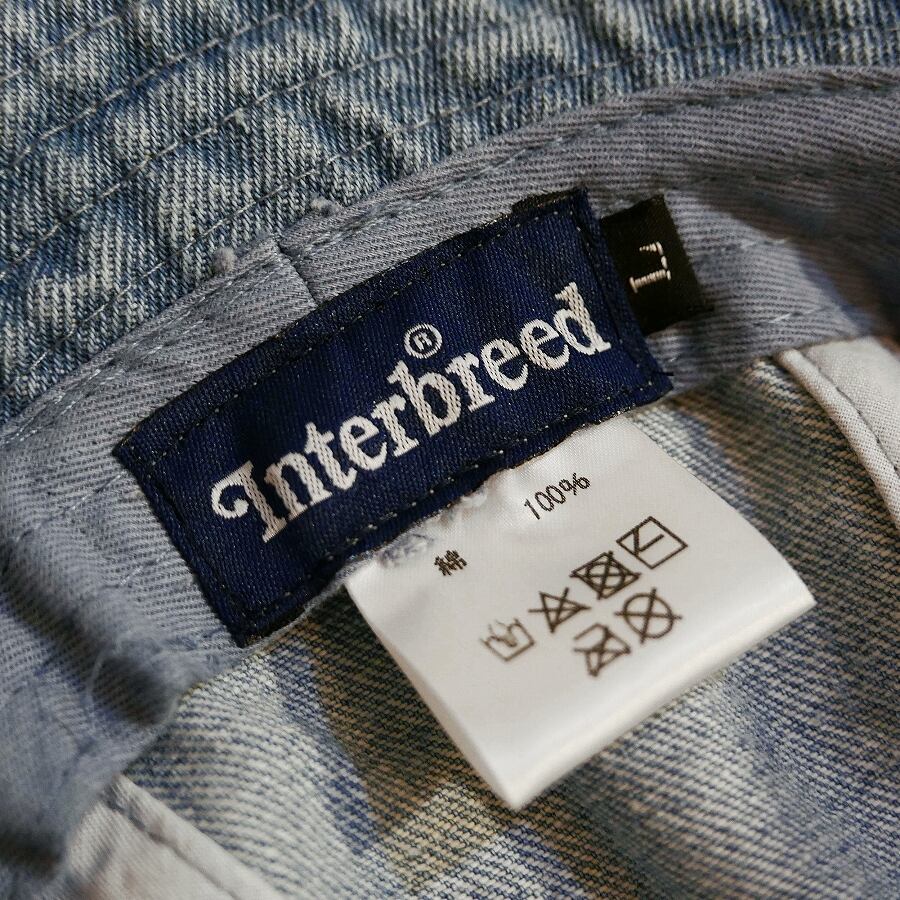 Interbreed®
L
綿 100%